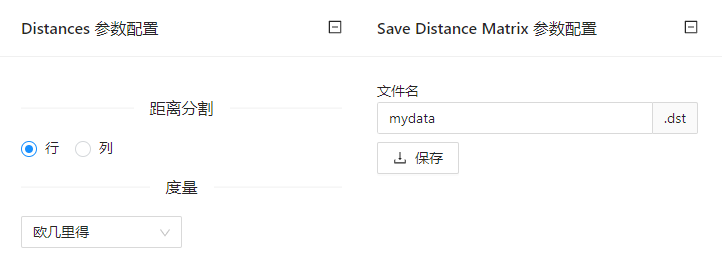 Distances 参数配置
距离分割
行 列
度量
欧几里得
Save Distance Matrix 参数配置
文件名
mydata .dst
保存